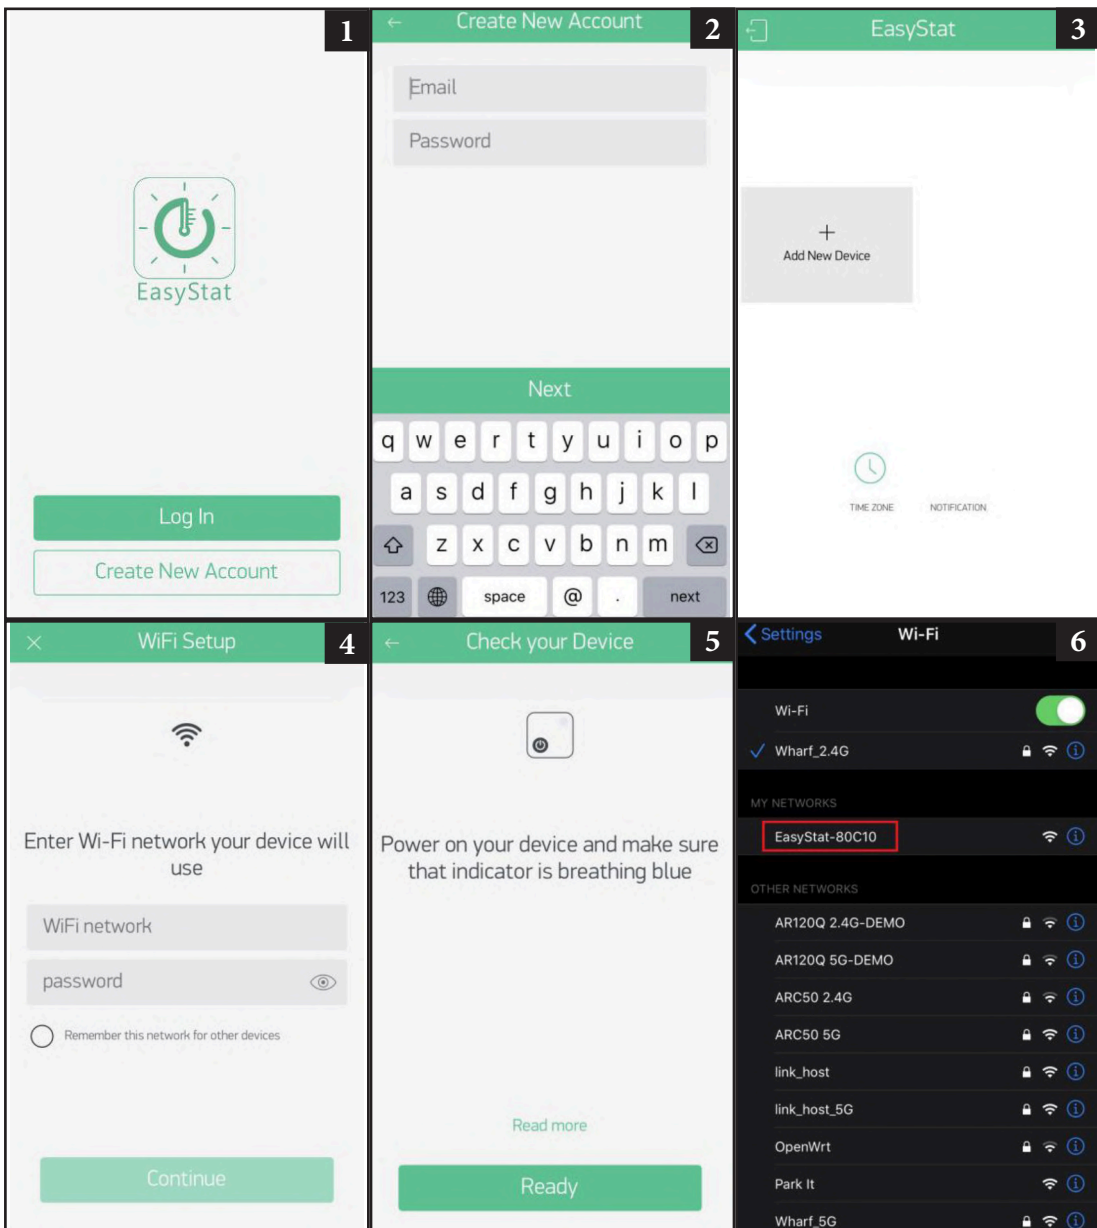 1
EasyStat
Log In
Create New Account
2
Create New Account
Email
Password
Next
q w e r t y u i o p
a s d f g h j k l
z x c v b n m
123 space @ . next
3
EasyStat
+
Add New Device
TIME ZONE NOTIFICATION
4
WiFi Setup
Enter Wi-Fi network your device will
use
WiFi network
password
Remember this network for other devices
Continue
5
Check your Device
Power on your device and make sure
that indicator is breathing blue
Read more
Ready
6
Settings Wi-Fi
Wi-Fi
Wharf_2.4G
MY NETWORKS
EasyStat-80C10
OTHER NETWORKS
AR120Q 2.4G-DEMO
AR120Q 5G-DEMO
ARC50 2.4G
ARC50 5G
link_host
link_host_5G
OpenWrt
Park It
Wharf_5G